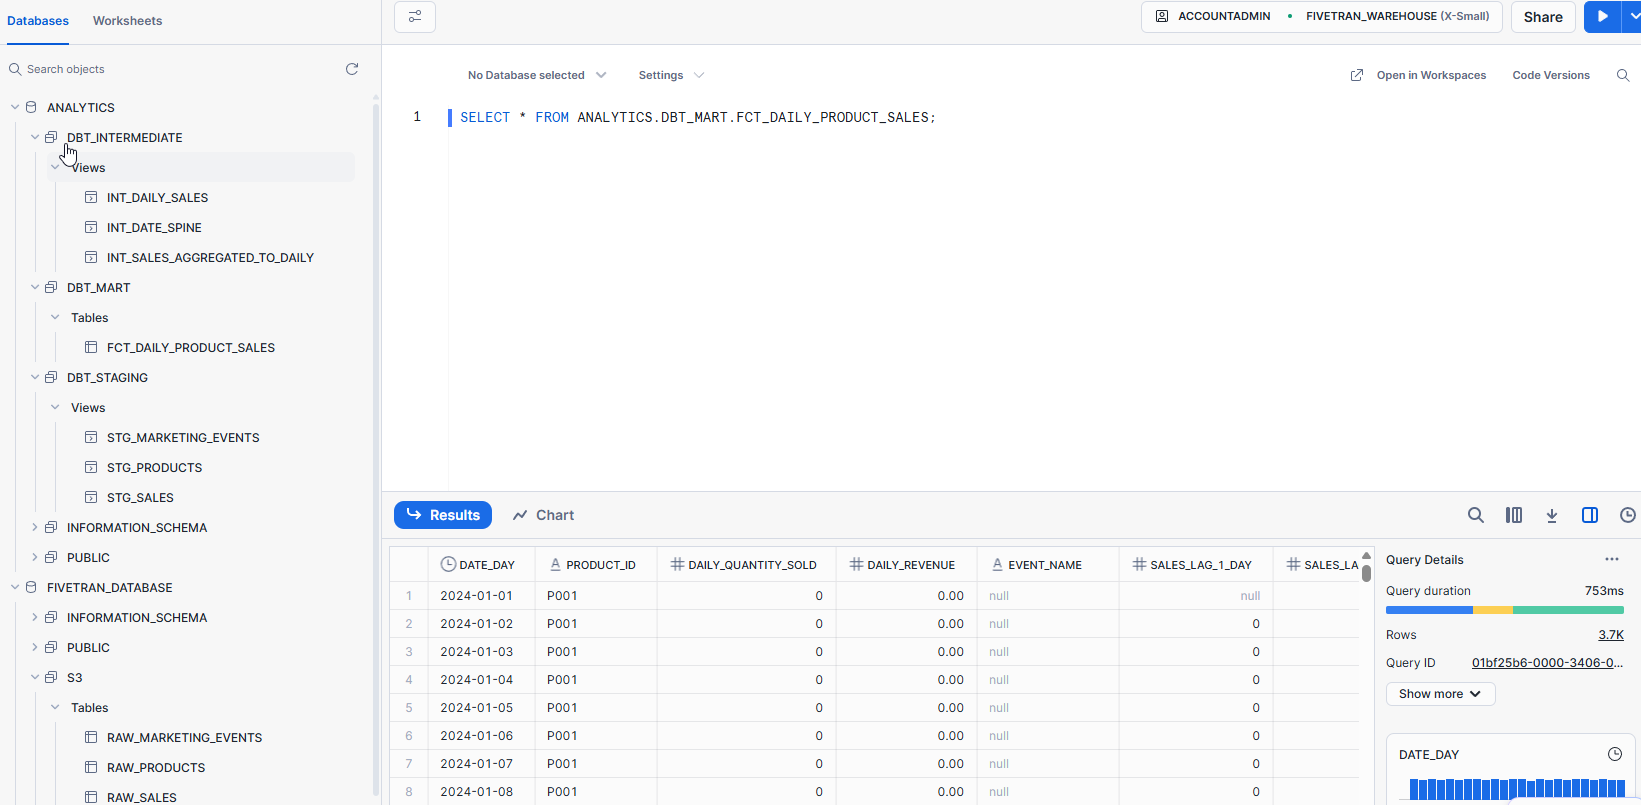 Databases Worksheets
Search objects
ANALYTICS
DBT_INTERMEDIATE
Views
INT_DAILY_SALES
INT_DATE_SPINE
INT_SALES_AGGREGATED_TO_DAILY
DBT_MART
Tables
FCT_DAILY_PRODUCT_SALES
DBT_STAGING
Views
STG_MARKETING_EVENTS
STG_PRODUCTS
STG_SALES
INFORMATION_SCHEMA
PUBLIC
FIVETRAN_DATABASE
INFORMATION_SCHEMA
PUBLIC
S3
Tables
RAW_MARKETING_EVENTS
RAW_PRODUCTS
RAW_SALES
ACCOUNTADMIN • FIVETRAN_WAREHOUSE (X-Small) Share
No Database selected Settings Open in Workspaces Code Versions
1 SELECT * FROM ANALYTICS.DBT_MART.FCT_DAILY_PRODUCT_SALES;
Results Chart
DATE_DAY PRODUCT_ID DAILY_QUANTITY_SOLD DAILY_REVENUE EVENT_NAME SALES_LAG_1_DAY SALES_LA
1 2024-01-01 P001 0 0.00 null null
2 2024-01-02 P001 0 0.00 null 0
3 2024-01-03 P001 0 0.00 null 0
4 2024-01-04 P001 0 0.00 null 0
5 2024-01-05 P001 0 0.00 null 0
6 2024-01-06 P001 0 0.00 null 0
7 2024-01-07 P001 0 0.00 null 0
8 2024-01-08 P001 0 0.00 null 0
Query Details ...
Query duration 753ms
Rows 3.7K
Query ID 01bf25b6-0000-3406-0...
Show more
DATE_DAY